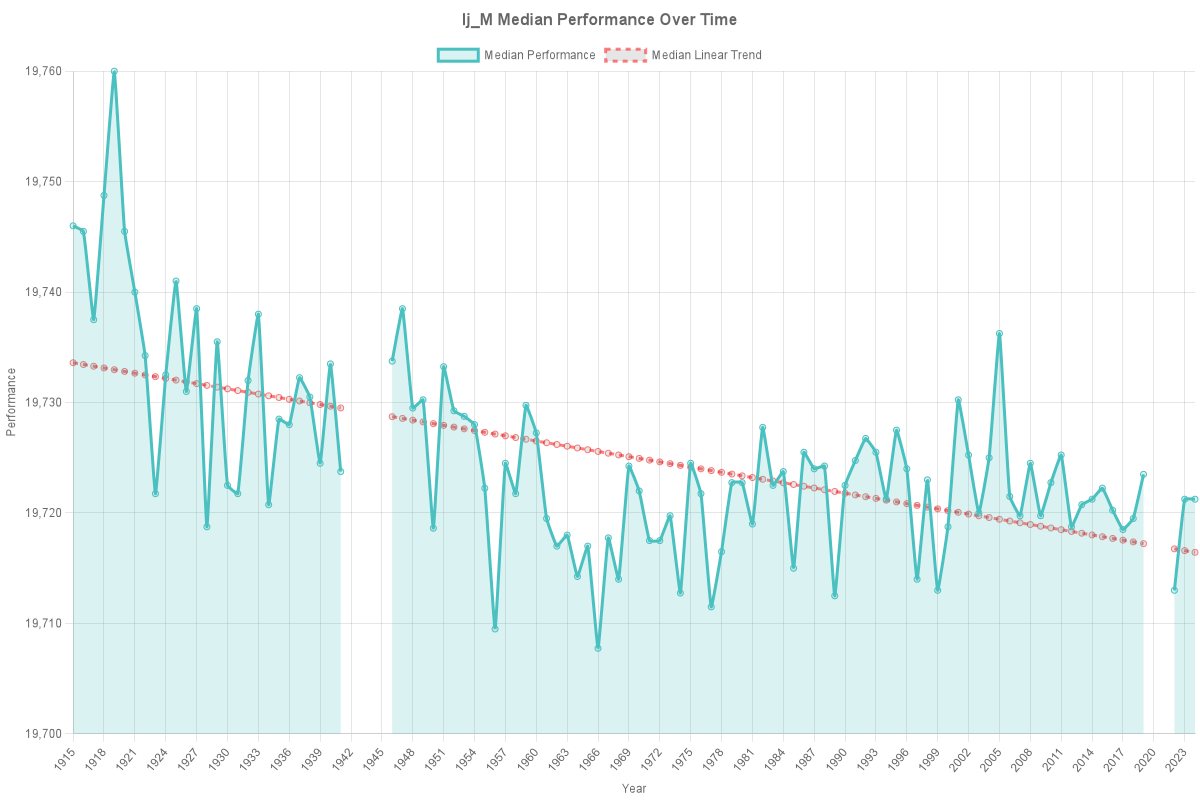 lj_M Median Performance Over Time
Median Performance Median Linear Trend
19,760
19,750
19,740
19,730
19,720
19,710
19,700
Performance
1915 1918 1921 1924 1927 1930 1933 1936 1939 1942 1945 1948 1951 1954 1957 1960 1963 1966 1969 1972 1975 1978 1981 1984 1987 1990 1993 1996 1999 2002 2005 2008 2011 2014 2017 2020 2023
Year